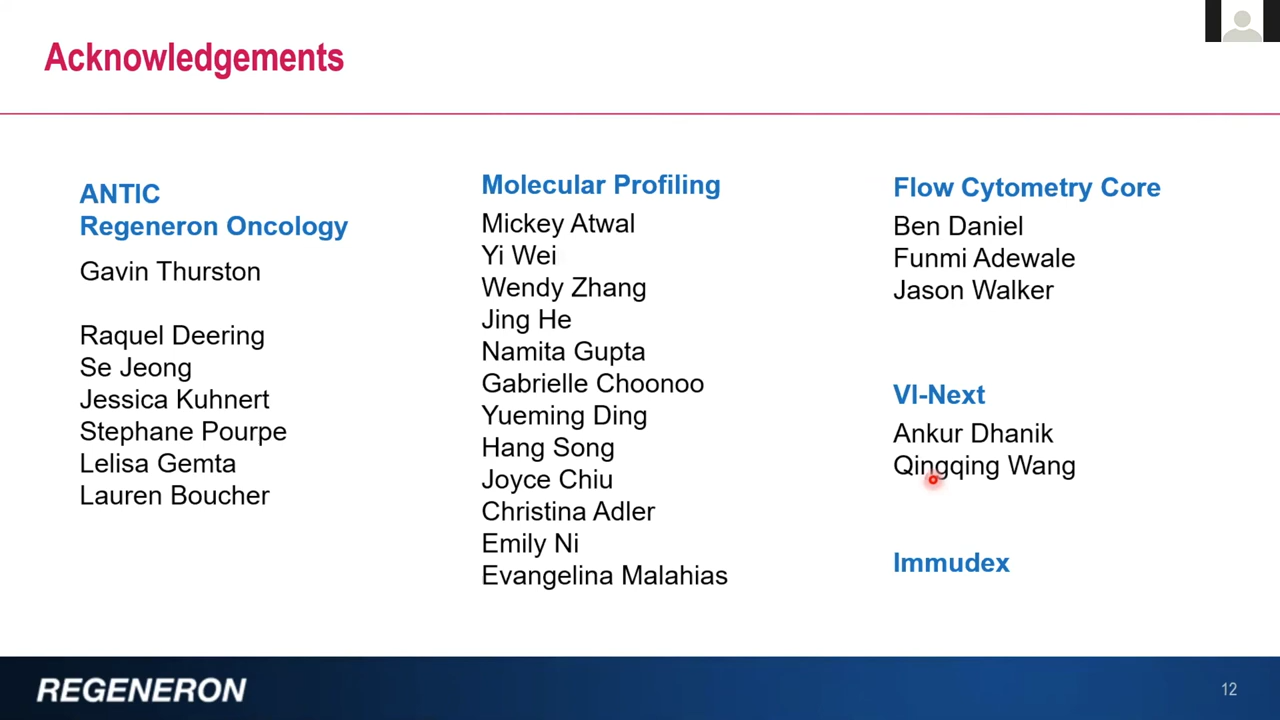 Acknowledgements
ANTIC
Regeneron Oncology
Gavin Thurston
Raquel Deering
Se Jeong
Jessica Kuhnert
Stephane Pourpe
Lelisa Gemta
Lauren Boucher
Molecular Profiling
Mickey Atwal
Yi Wei
Wendy Zhang
Jing He
Namita Gupta
Gabrielle Choonoo
Yueming Ding
Hang Song
Joyce Chiu
Christina Adler
Emily Ni
Evangelina Malahias
Flow Cytometry Core
Ben Daniel
Funmi Adewale
Jason Walker
VI-Next
Ankur Dhanik
Qingqing Wang
Immudex
REGENERON
12